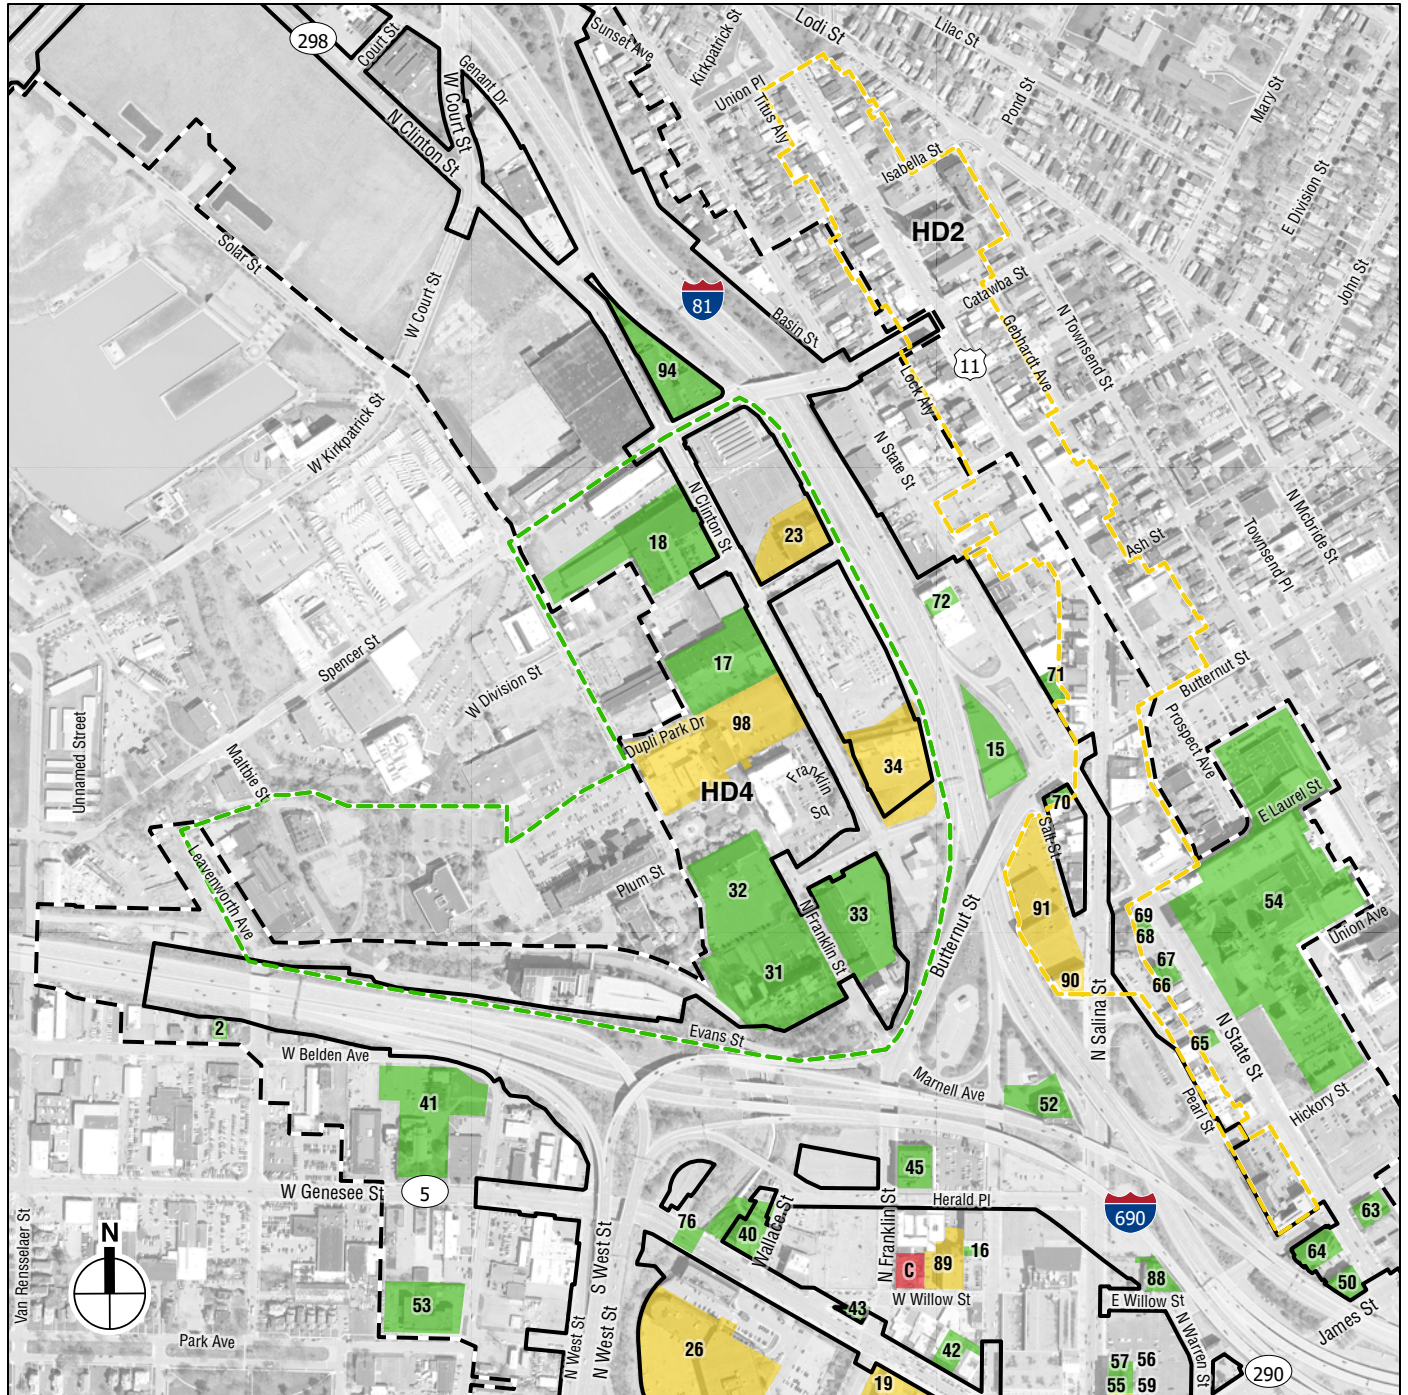 298
Court St
Genant Dr
W Court St
N Clinton St
Sunset Ave
Kirkpatrick St
Lodi St
Lilac St
Union Pl
Titus Aly
Pond St
Mary St
Isabella St
E Division St
HD2
Solar St
W Court St
81
Basin St
Catawba St
John St
Gebhardt Ave
N Townsend St
11
94
Lock Aly
W Kirkpatrick St
N State St
N Clinton St
N Mcbride St
Townsend Pl
23
18
Ash St
72
Spencer St
17
71
W Division St
Butternut St
Prospect Ave
Unnamed Street
Maltbie St
Dupli Park Dr
98
15
34
Franklin
Sq
HD4
70
E Laurel St
Salt St
Leavenworth Ave
Plum St
32
33
91
69
68
54
Union Ave
N Franklin St
Butternut St
67
66
31
90
N Salina St
2
Evans St
65
N State St
W Belden Ave
Marnell Ave
41
52
Pearl St
Hickory St
45
W Genesee St
5
Herald Pl
690
63
76
40
Wallace St
N Franklin St
Van Rensselaer St
N
S West St
C
89
16
64
88
50
W Willow St
E Willow St
53
43
James St
Park Ave
N West St
N West St
26
42
N Warren St
57
56
19
55
59
290